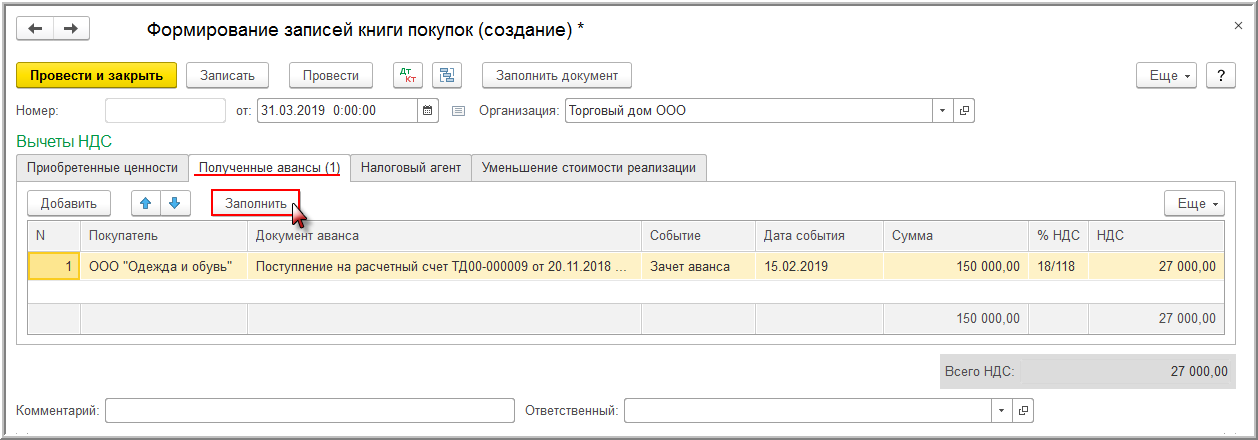 Формирование записей книги покупок (создание) *
Провести и закрыть Записать Провести Дт Кт Заполнить документ Еще ?
Номер: от: 31.03.2019 0:00:00 Организация: Торговый дом ООО
Вычеты НДС
Приобретенные ценности Полученные авансы (1) Налоговый агент Уменьшение стоимости реализации
Добавить Заполнить Еще
N Покупатель Документ аванса Событие Дата события Сумма % НДС НДС
1 ООО "Одежда и обувь" Поступление на расчетный счет ТД00-000009 от 20.11.2018 ... Зачет аванса 15.02.2019 150 000,00 18/118 27 000,00
150 000,00 27 000,00
Всего НДС: 27 000,00
Комментарий: Ответственный: